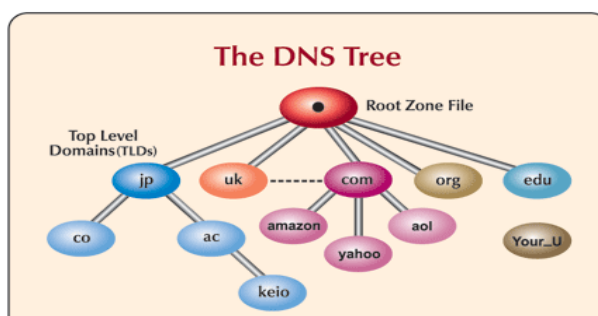 The DNS Tree
Root Zone File
Top Level
Domains(TLDs)
jp
uk
com
org
edu
co
ac
amazon
yahoo
aol
Your_U
keio